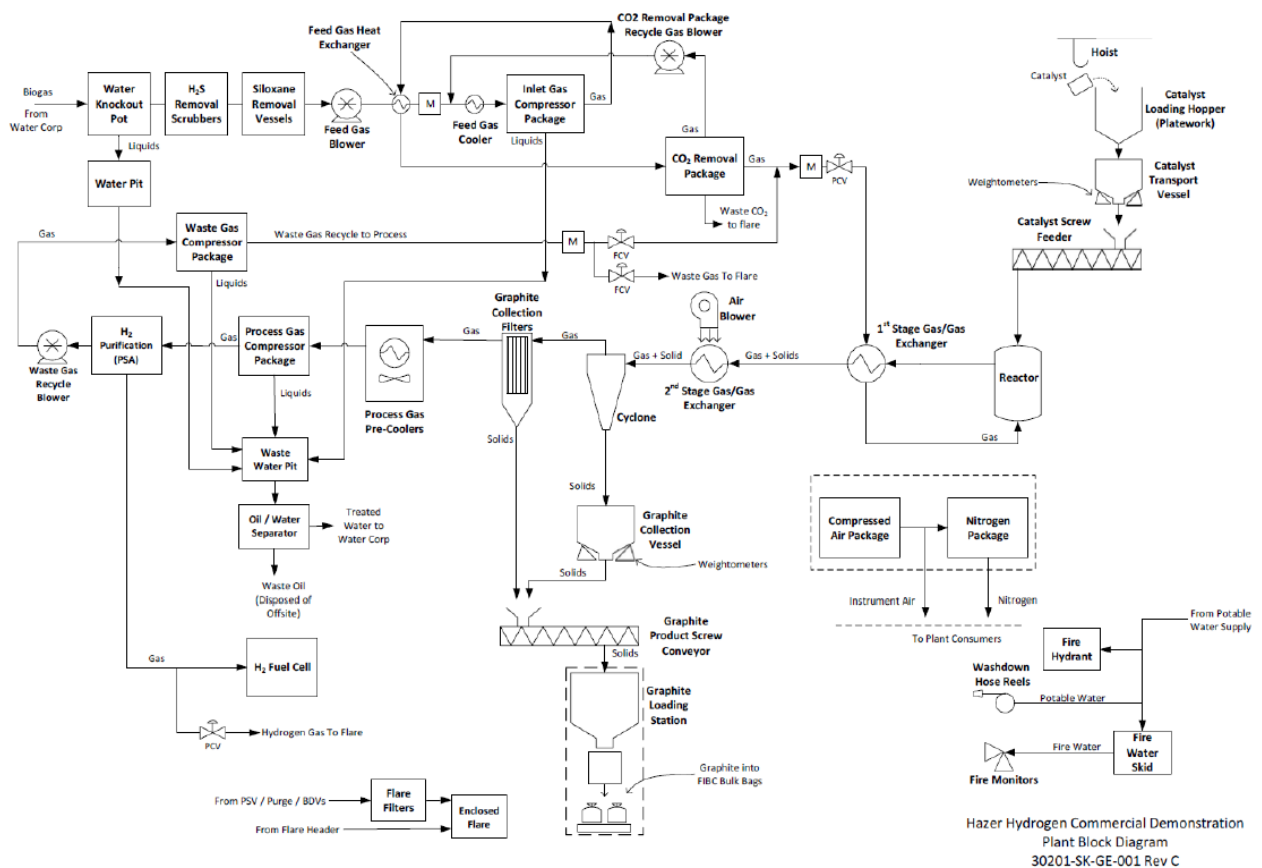 CO2 Removal Package
Recycle Gas Blower
Feed Gas Heat
Exchanger
Hoist
Catalyst
Catalyst
Loading Hopper
(Platework)
Biogas
From
Water Corp
Water
Knockout
Pot
H2S
Removal
Scrubbers
Siloxane
Removal
Vessels
Feed Gas
Blower
M
Feed Gas
Cooler
Inlet Gas
Compressor
Package
Gas
Liquids
Gas
CO2 Removal
Package
Gas
M
PCV
Waste CO2
to flare
Liquids
Water Pit
Weightometers
Catalyst
Transport
Vessel
Catalyst Screw
Feeder
Gas
Waste Gas
Compressor
Package
Waste Gas Recycle to Process
M
FCV
FCV
Waste Gas To Flare
Liquids
Graphite
Collection
Filters
Air
Blower
1st Stage Gas/Gas
Exchanger
H2
Purification
(PSA)
Gas
Process Gas
Compressor
Package
Gas
Gas
Gas + Solid
Gas + Solids
Reactor
Waste Gas
Recycle
Blower
Liquids
Process Gas
Pre-Coolers
Cyclone
2nd Stage Gas/Gas
Exchanger
Gas
Solids
Waste
Water Pit
Solids
Oil / Water
Separator
Treated
Water to
Water Corp
Graphite
Collection
Vessel
Compressed
Air Package
Nitrogen
Package
Weightometers
Solids
Waste Oil
(Disposed of
Offsite)
Instrument Air
Nitrogen
To Plant Consumers
From Potable
Water Supply
Graphite
Product Screw
Conveyor
Solids
Fire
Hydrant
Gas
H2 Fuel Cell
Washdown
Hose Reels
Potable Water
Graphite
Loading
Station
PCV
Hydrogen Gas To Flare
Fire Water
Fire
Water
Skid
Fire Monitors
Graphite into
FIBC Bulk Bags
From PSV / Purge / BDVs
Flare
Filters
Enclosed
Flare
From Flare Header
Hazer Hydrogen Commercial Demonstration
Plant Block Diagram
30201-SK-GE-001 Rev C